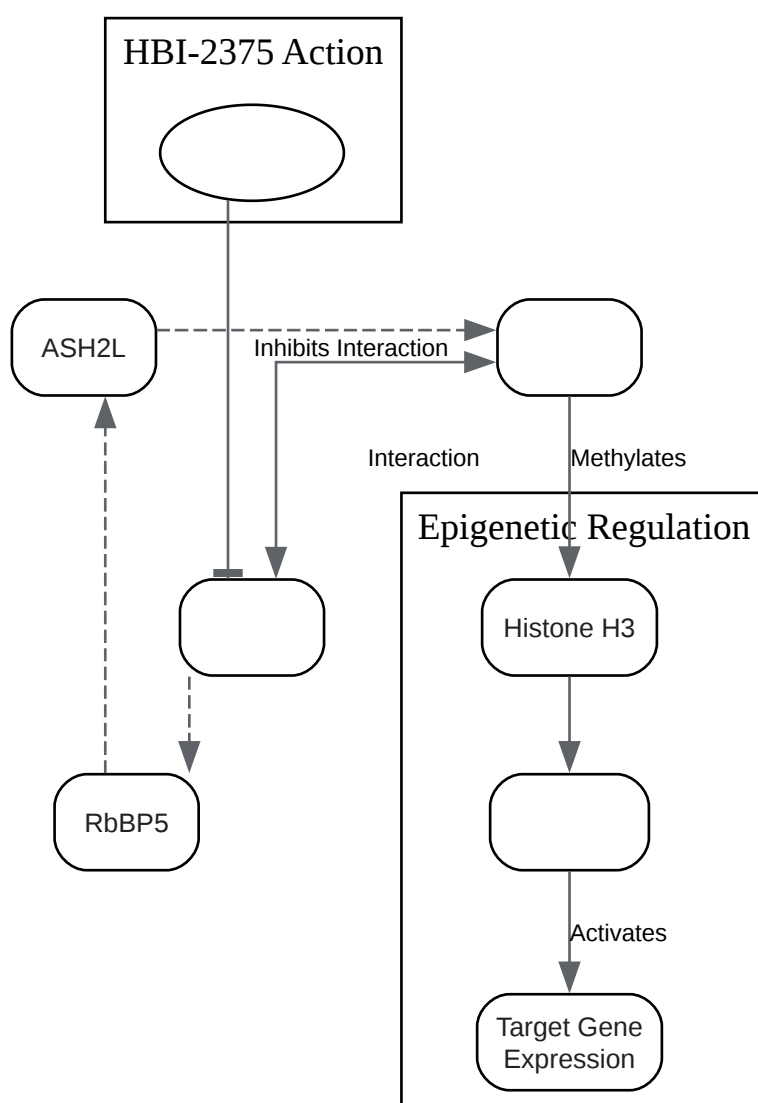 HBI-2375 Action
ASH2L
Inhibits Interaction
Interaction
Methylates
Epigenetic Regulation
Histone H3
RbBP5
Activates
Target Gene
Expression